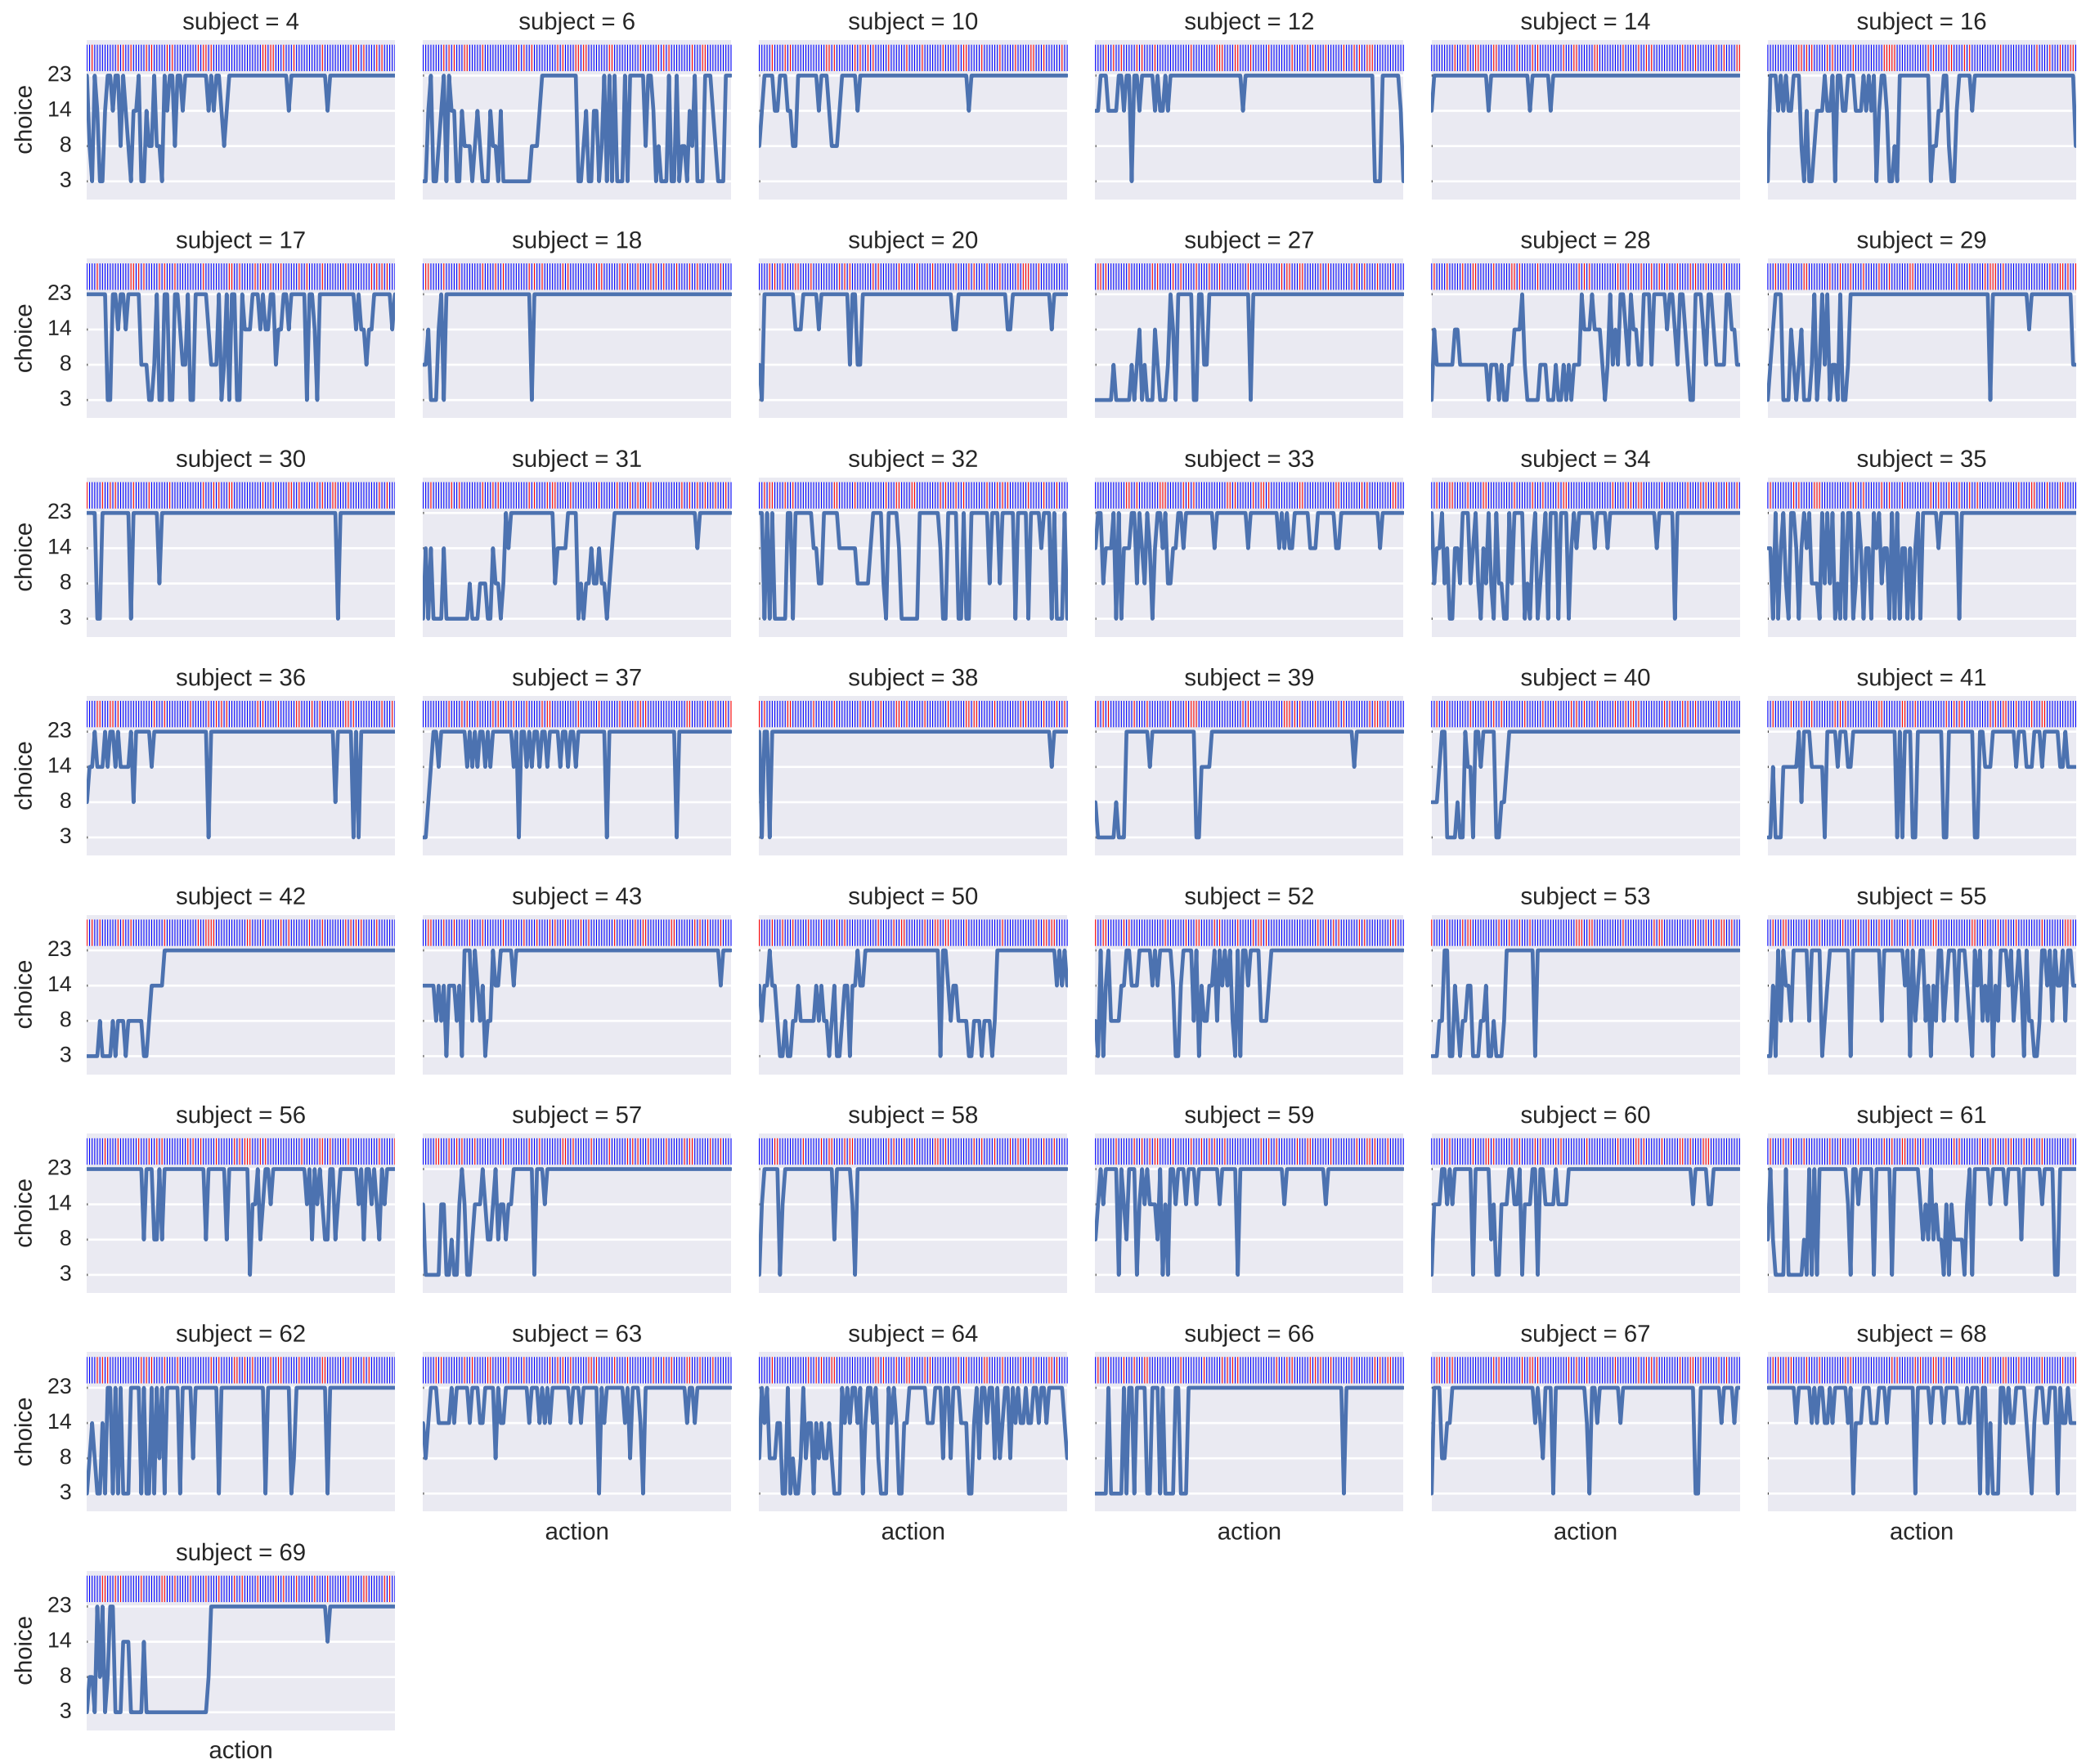 subject = 4 subject = 6 subject = 10 subject = 12 subject = 14 subject = 16
choice
23
14
8
3
subject = 17 subject = 18 subject = 20 subject = 27 subject = 28 subject = 29
choice
23
14
8
3
subject = 30 subject = 31 subject = 32 subject = 33 subject = 34 subject = 35
choice
23
14
8
3
subject = 36 subject = 37 subject = 38 subject = 39 subject = 40 subject = 41
choice
23
14
8
3
subject = 42 subject = 43 subject = 50 subject = 52 subject = 53 subject = 55
choice
23
14
8
3
subject = 56 subject = 57 subject = 58 subject = 59 subject = 60 subject = 61
choice
23
14
8
3
subject = 62 subject = 63 subject = 64 subject = 66 subject = 67 subject = 68
choice
23
14
8
3
action action action action action
subject = 69
choice
23
14
8
3
action